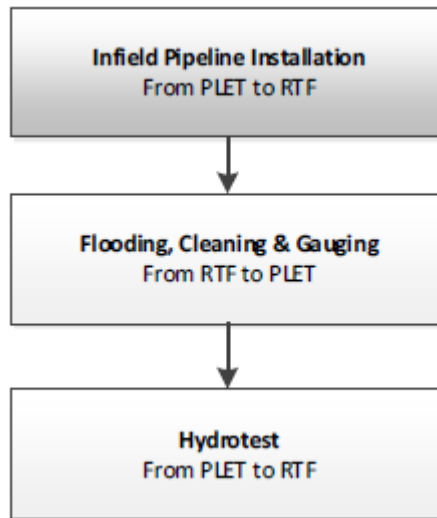 Infield Pipeline Installation
From PLET to RTF
Flooding, Cleaning & Gauging
From RTF to PLET
Hydrotest
From PLET to RTF